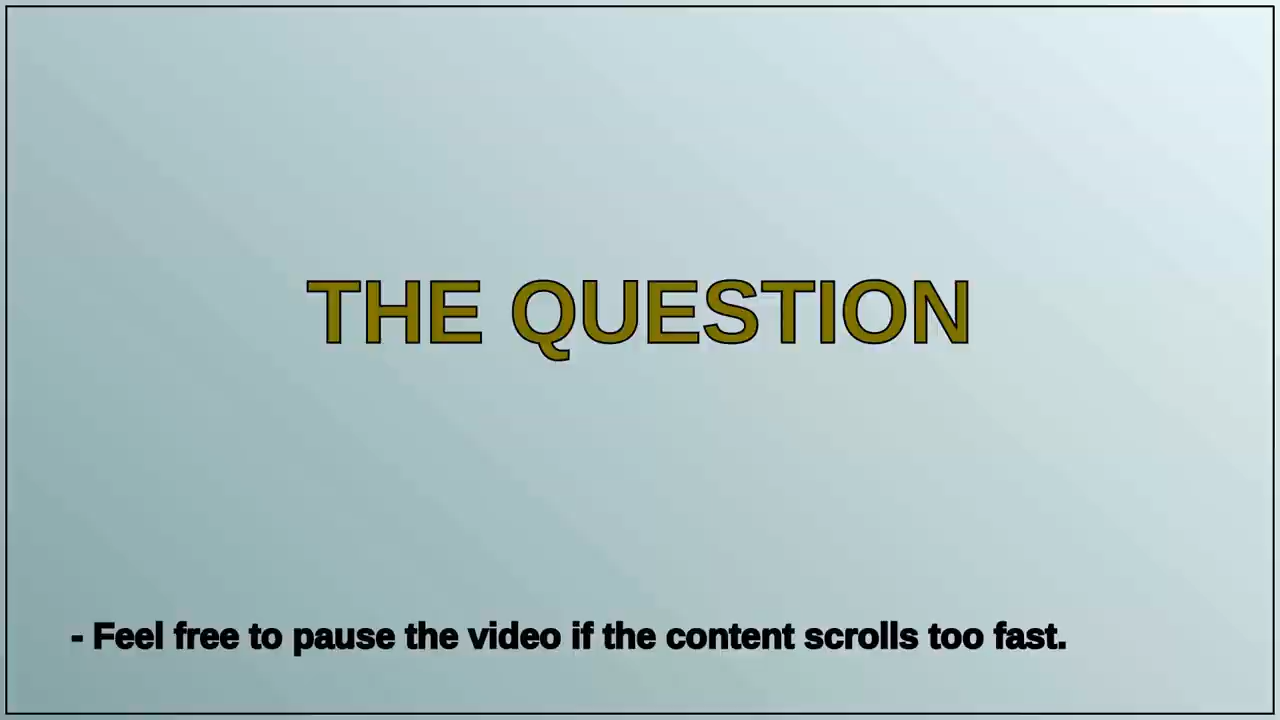 THE QUESTION
- Feel free to pause the video if the content scrolls too fast.